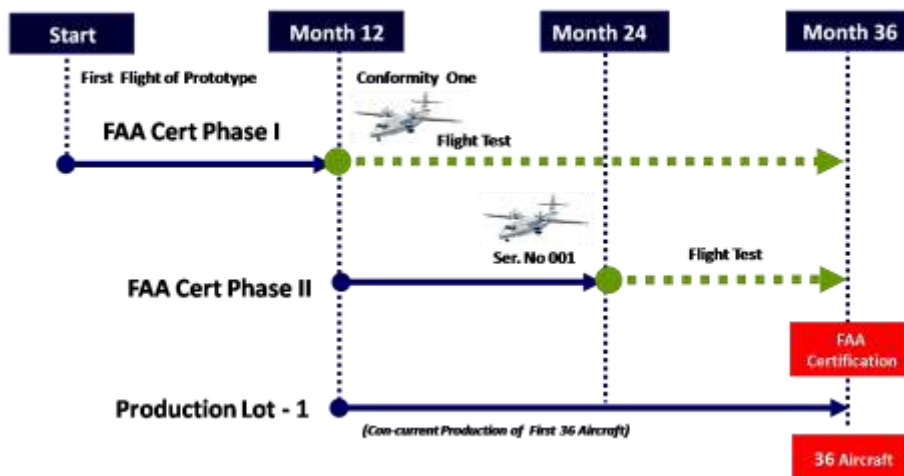 Start
Month 12
Month 24
Month 36
First Flight of Prototype
Conformity One
FAA Cert Phase I
Flight Test
Ser. No 001
Flight Test
FAA Cert Phase II
FAA
Certification
Production Lot - 1
(Con-current Production of First 36 Aircraft)
36 Aircraft